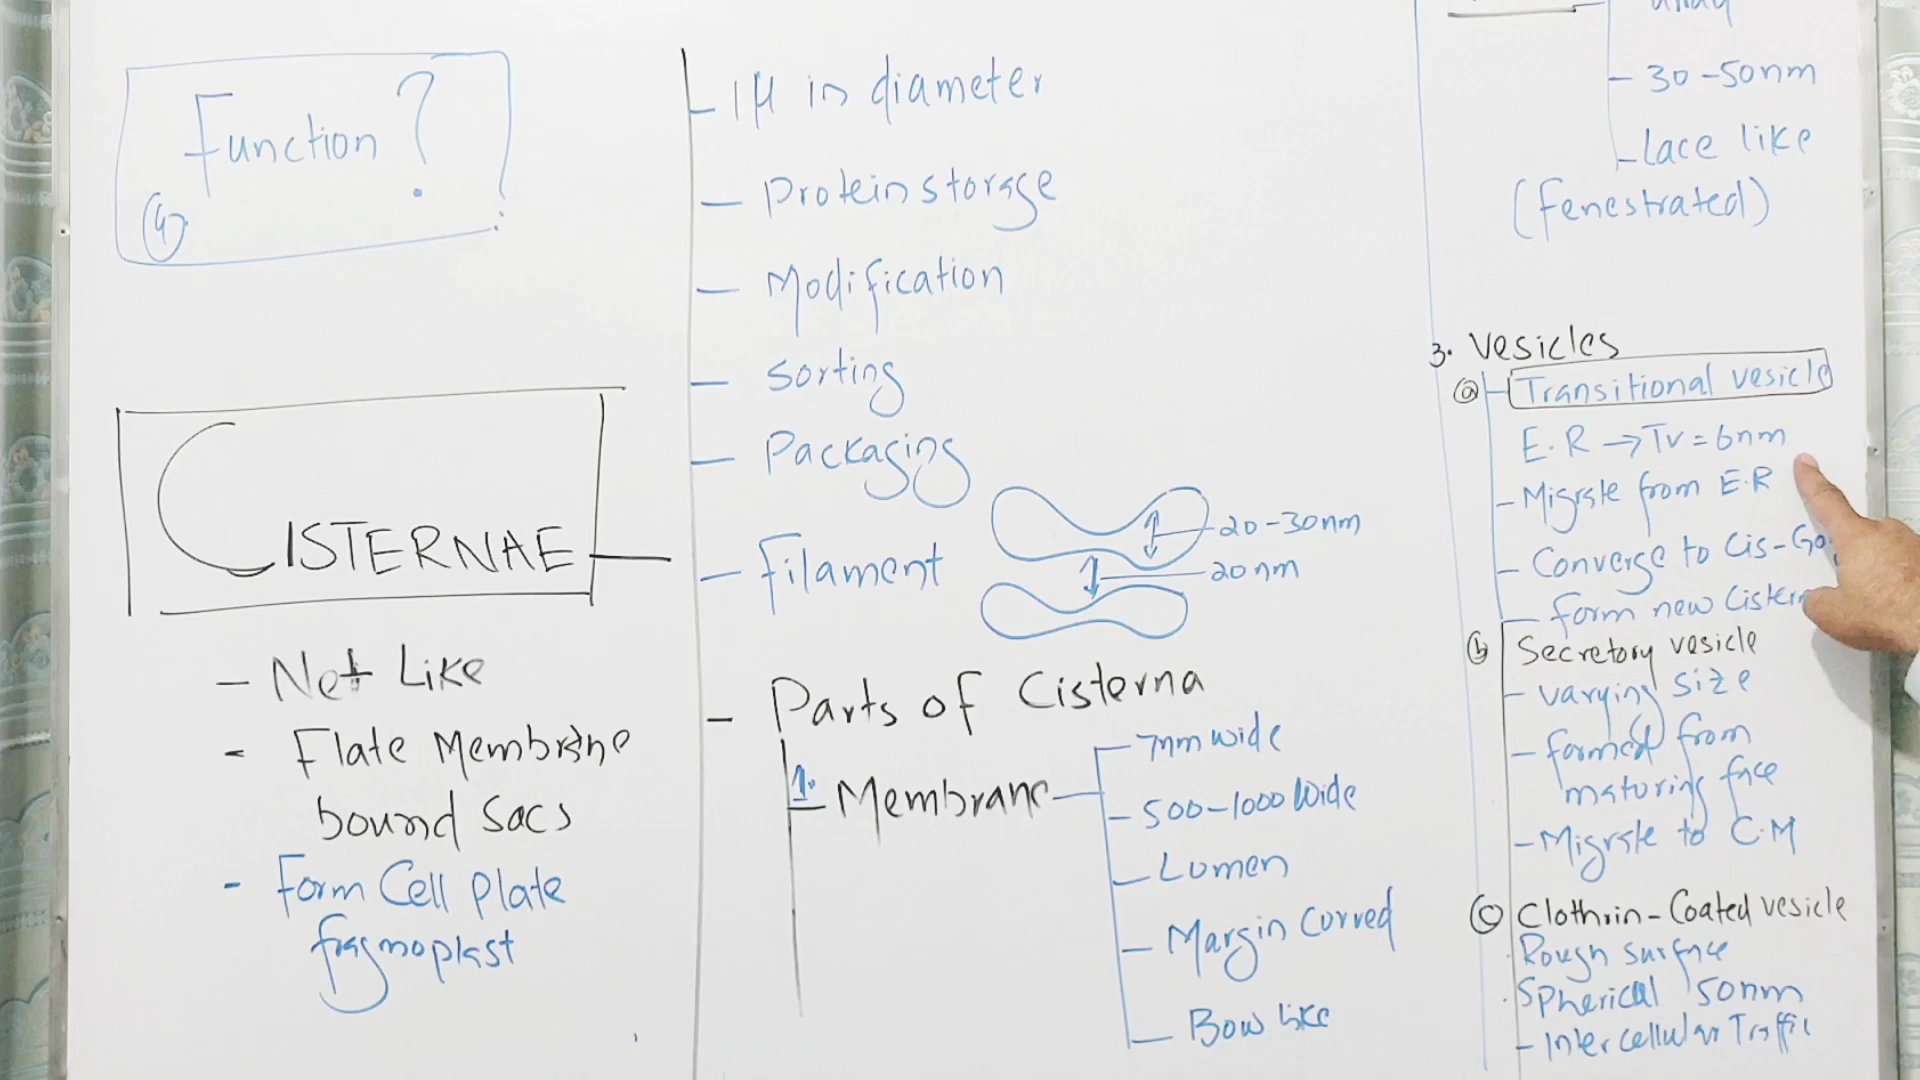 Function?
(4)
CISTERNAE
- Net Like
- Flate Membrane
bound Sacs
- Form Cell Plate
fragmoplast
- 1μ in diameter
- Protein storage
- Modification
- Sorting
- Packaging
- Filament
20-30nm
20nm
- Parts of Cisterna
1. Membrane
- 7nm wide
- 500-1000 Wide
- Lumen
- Margin Corved
- Bow like
- 30-50nm
- Lace like
(Fenestrated)
3. Vesicles
(a) Transitional vesicle
E.R → TV = 6nm
- Migrate from E.R
- Converge to Cis-Go
- form new Cistern
(b) Secretory vesicle
- varying size
- formed from
maturing face
- Migrate to C.M
(c) Clothrin-Coated vesicle
Rough surface
Spherical 50nm
- Intercellular Traffic